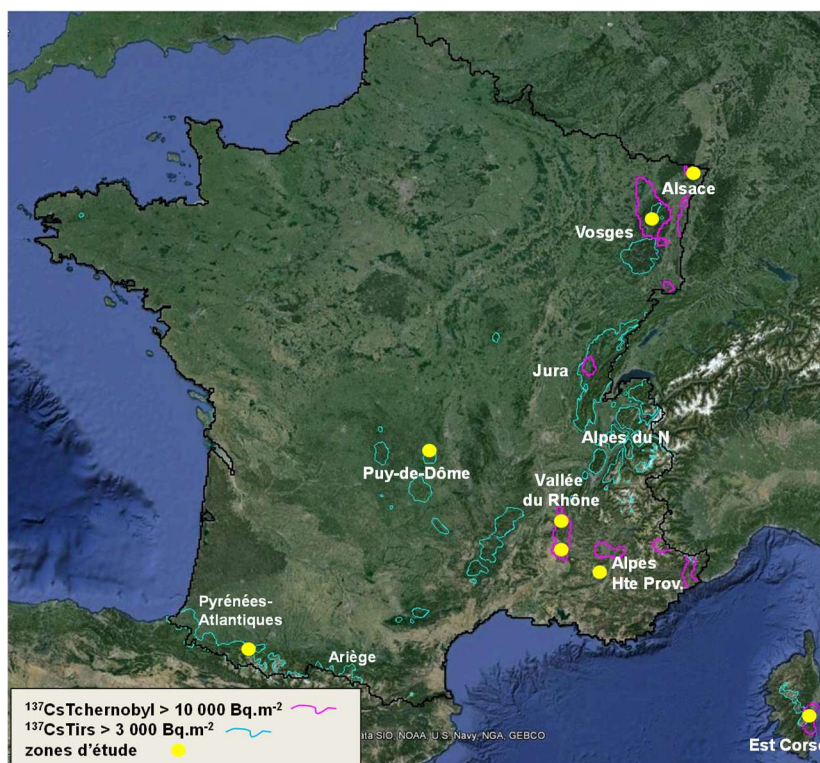 Alsace
Vosges
Jura
Alpes du N
Puy-de-Dôme
Vallée
du Rhône
Alpes
Hte Prov.
Pyrénées-
Atlantiques
Ariège
Est Corse
¹³⁷CsTchernobyl > 10 000 Bq.m⁻²
¹³⁷CsTirs > 3 000 Bq.m⁻²
zones d'étude
SIO, NOAA, U.S. Navy, NGA, GEBCO